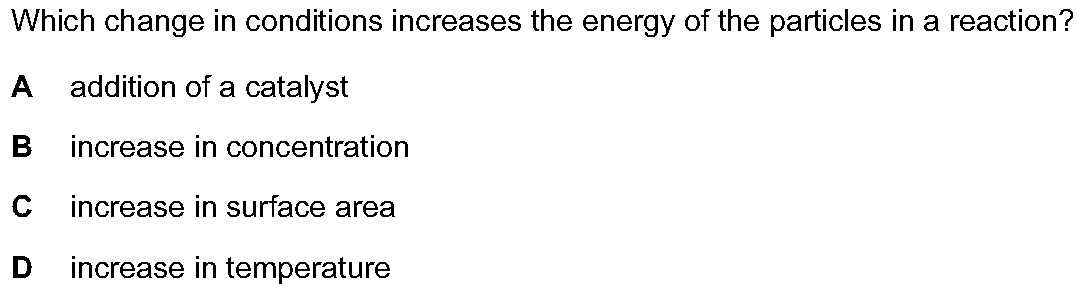 Which change in conditions increases the energy of the particles in a reaction?
A addition of a catalyst
B increase in concentration
C increase in surface area
D increase in temperature